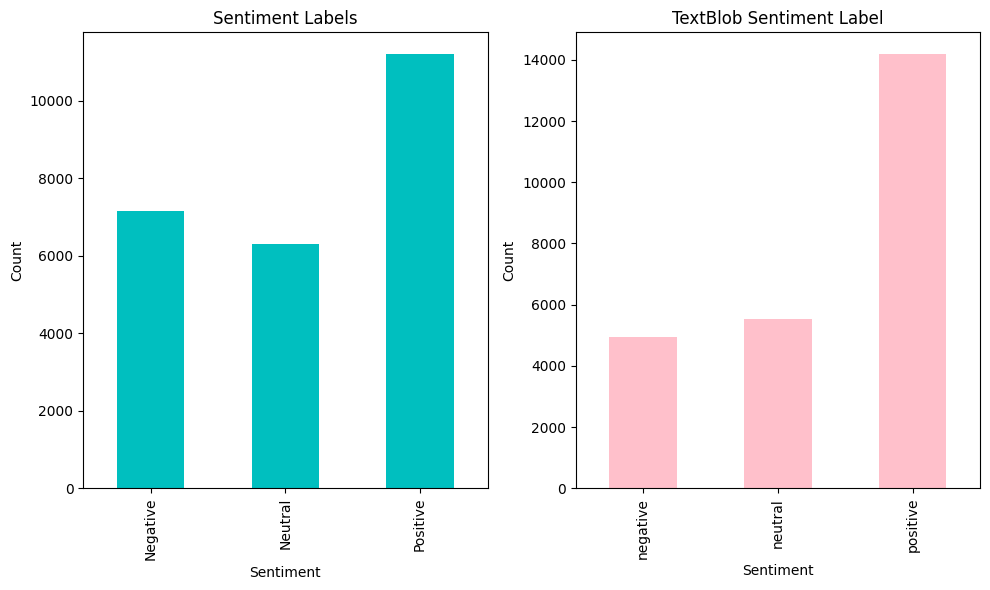 Sentiment Labels
Count
10000
8000
6000
4000
2000
0
Negative
Neutral
Positive
Sentiment
TextBlob Sentiment Label
Count
14000
12000
10000
8000
6000
4000
2000
0
negative
neutral
positive
Sentiment